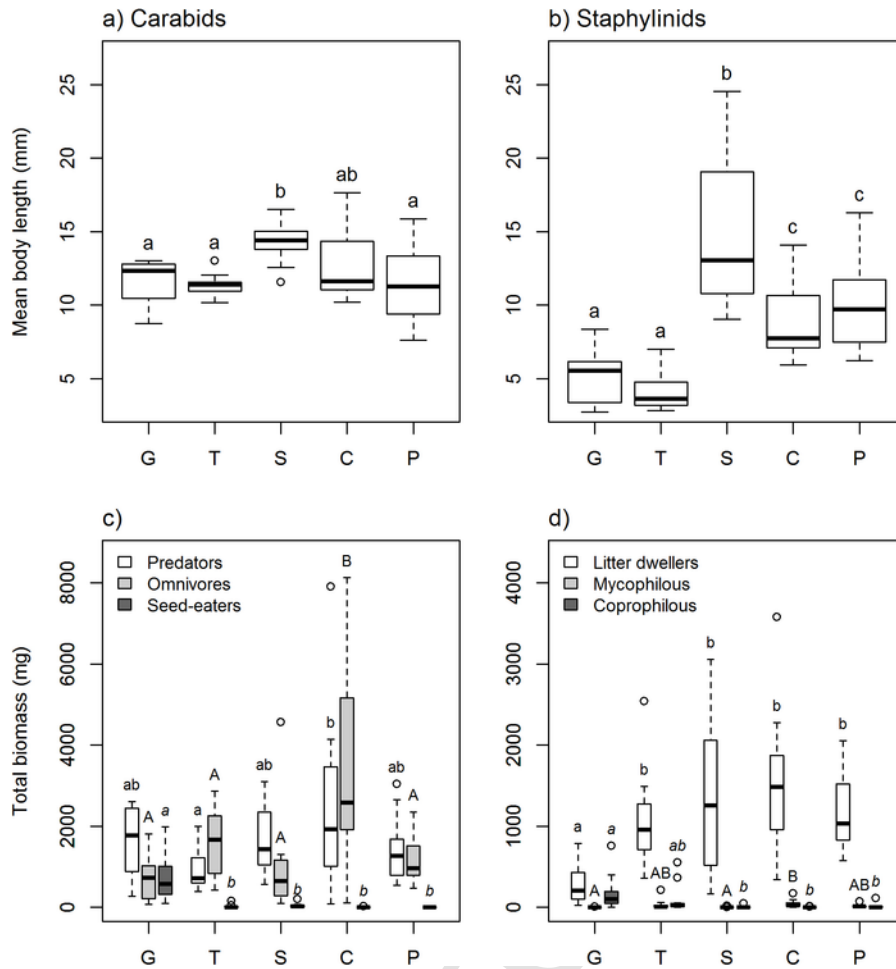 a) Carabids
b) Staphylinids
Mean body length (mm)
25
20
15
10
5
a
a
b
ab
a
G T S C P
25
20
15
10
5
a
a
b
c
c
G T S C P
c)
d)
Total biomass (mg)
8000
6000
4000
2000
0
Predators
Omnivores
Seed-eaters
ab
A
a
a
A
b
ab
A
b
b
B
b
ab
A
b
G T S C P
4000
3000
2000
1000
0
Litter dwellers
Mycophilous
Coprophilous
a
A
a
b
AB
ab
b
A
b
b
B
b
b
AB
b
G T S C P